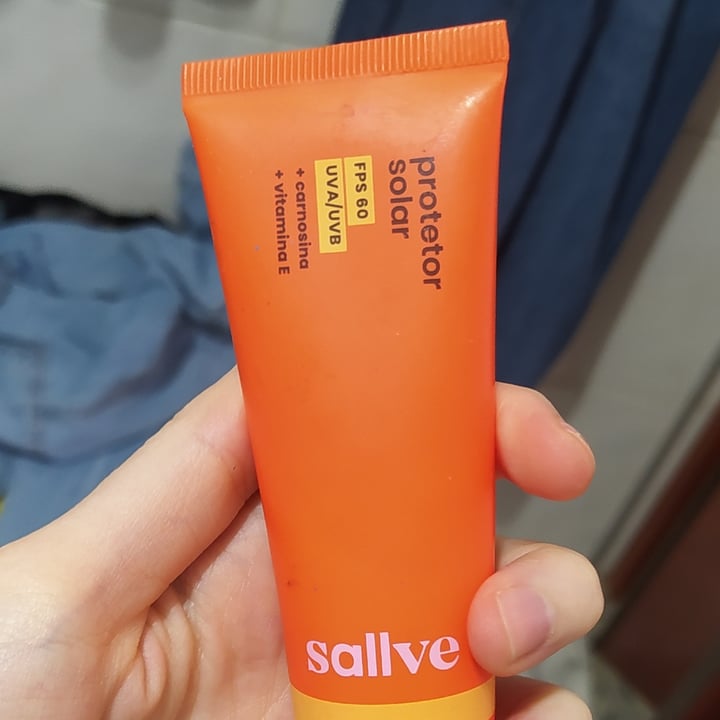 protetor
solar
FPS 60
UVA/UVB
+ carnosina
+ vitamina E
sallve